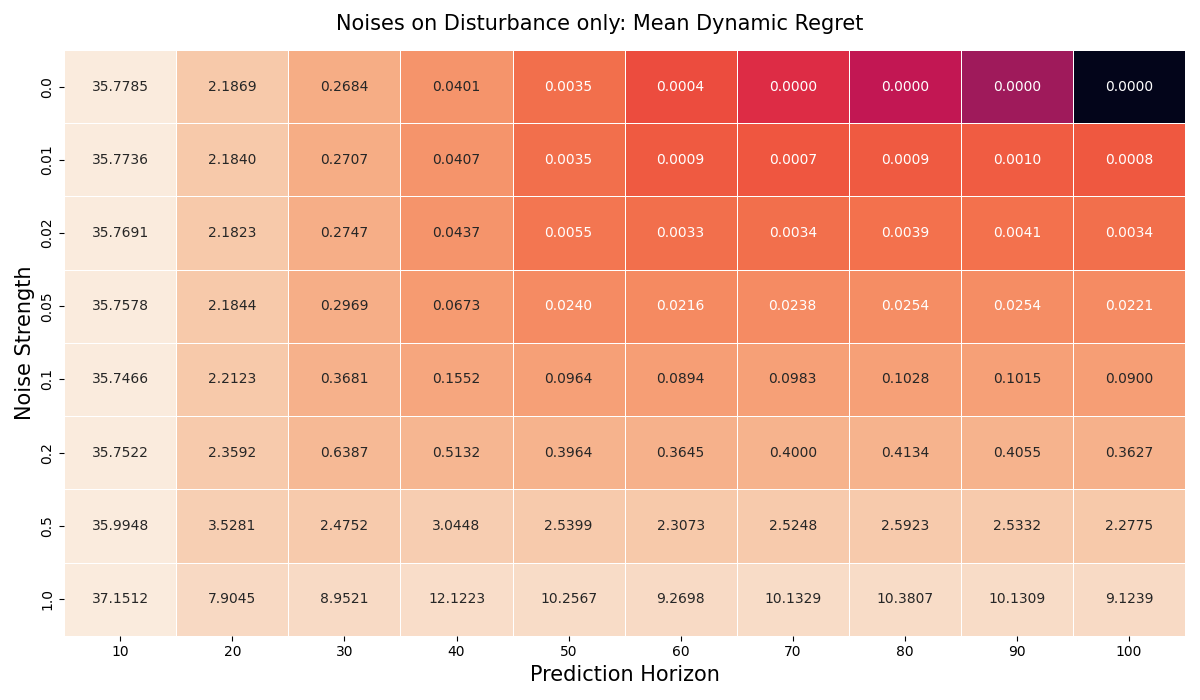 Noises on Disturbance only: Mean Dynamic Regret
Noise Strength
0.0 35.7785 2.1869 0.2684 0.0401 0.0035 0.0004 0.0000 0.0000 0.0000 0.0000
0.01 35.7736 2.1840 0.2707 0.0407 0.0035 0.0009 0.0007 0.0009 0.0010 0.0008
0.02 35.7691 2.1823 0.2747 0.0437 0.0055 0.0033 0.0034 0.0039 0.0041 0.0034
0.05 35.7578 2.1844 0.2969 0.0673 0.0240 0.0216 0.0238 0.0254 0.0254 0.0221
0.1 35.7466 2.2123 0.3681 0.1552 0.0964 0.0894 0.0983 0.1028 0.1015 0.0900
0.2 35.7522 2.3592 0.6387 0.5132 0.3964 0.3645 0.4000 0.4134 0.4055 0.3627
0.5 35.9948 3.5281 2.4752 3.0448 2.5399 2.3073 2.5248 2.5923 2.5332 2.2775
1.0 37.1512 7.9045 8.9521 12.1223 10.2567 9.2698 10.1329 10.3807 10.1309 9.1239
10 20 30 40 50 60 70 80 90 100
Prediction Horizon